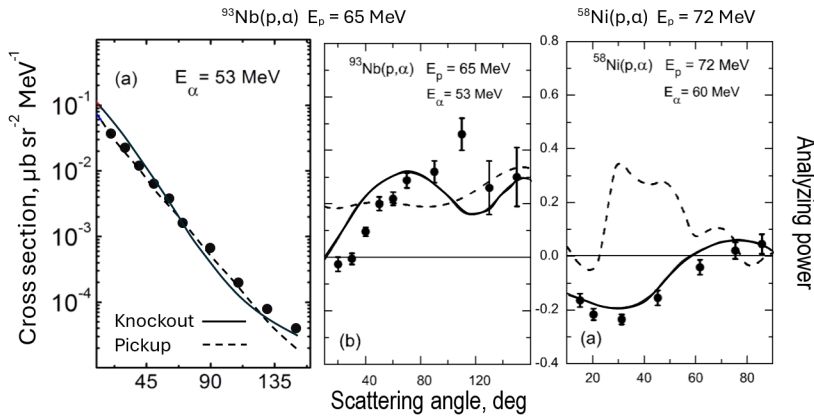 ⁹³Nb(p,α) Eₚ = 65 MeV
⁵⁸Ni(p,α) Eₚ = 72 MeV
Cross section, μb sr⁻² MeV⁻¹
10⁻¹
10⁻²
10⁻³
10⁻⁴
(a)
E_α = 53 MeV
Knockout
Pickup
45 90 135
⁹³Nb(p,α) Eₚ = 65 MeV
E_α = 53 MeV
(b)
40 80 120
⁵⁸Ni(p,α) Eₚ = 72 MeV
E_α = 60 MeV
0.8
0.6
0.4
0.2
0.0
-0.2
-0.4
(a)
20 40 60 80
Analyzing power
Scattering angle, deg